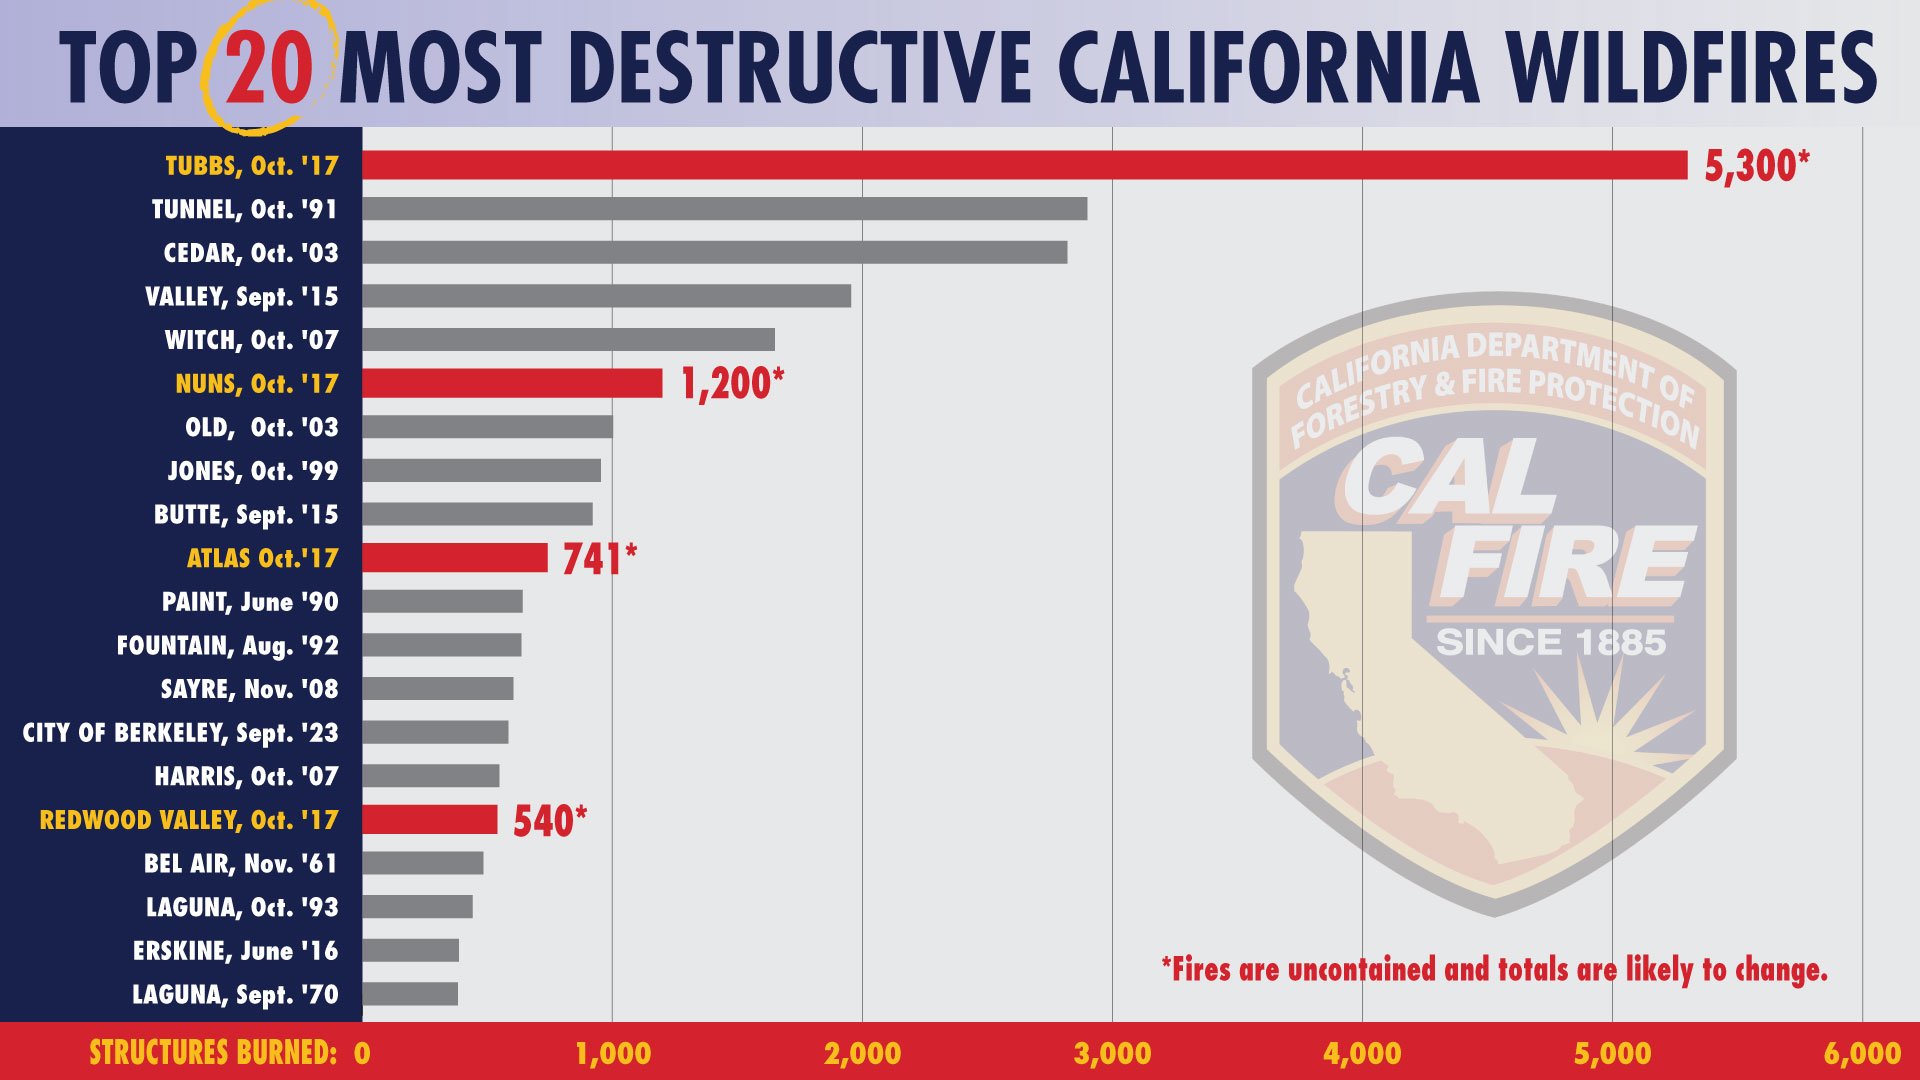 TOP 20 MOST DESTRUCTIVE CALIFORNIA WILDFIRES
TUBBS, Oct. '17
5,300*
TUNNEL, Oct. '91
CEDAR, Oct. '03
VALLEY, Sept. '15
WITCH, Oct. '07
NUNS, Oct. '17
1,200*
OLD, Oct. '03
JONES, Oct. '99
BUTTE, Sept. '15
ATLAS Oct.'17
741*
PAINT, June '90
FOUNTAIN, Aug. '92
SAYRE, Nov. '08
CITY OF BERKELEY, Sept. '23
HARRIS, Oct. '07
REDWOOD VALLEY, Oct. '17
540*
BEL AIR, Nov. '61
LAGUNA, Oct. '93
ERSKINE, June '16
LAGUNA, Sept. '70
CALIFORNIA DEPARTMENT OF
FORESTRY & FIRE PROTECTION
CAL
FIRE
SINCE 1885
*Fires are uncontained and totals are likely to change.
STRUCTURES BURNED: 0 1,000 2,000 3,000 4,000 5,000 6,000